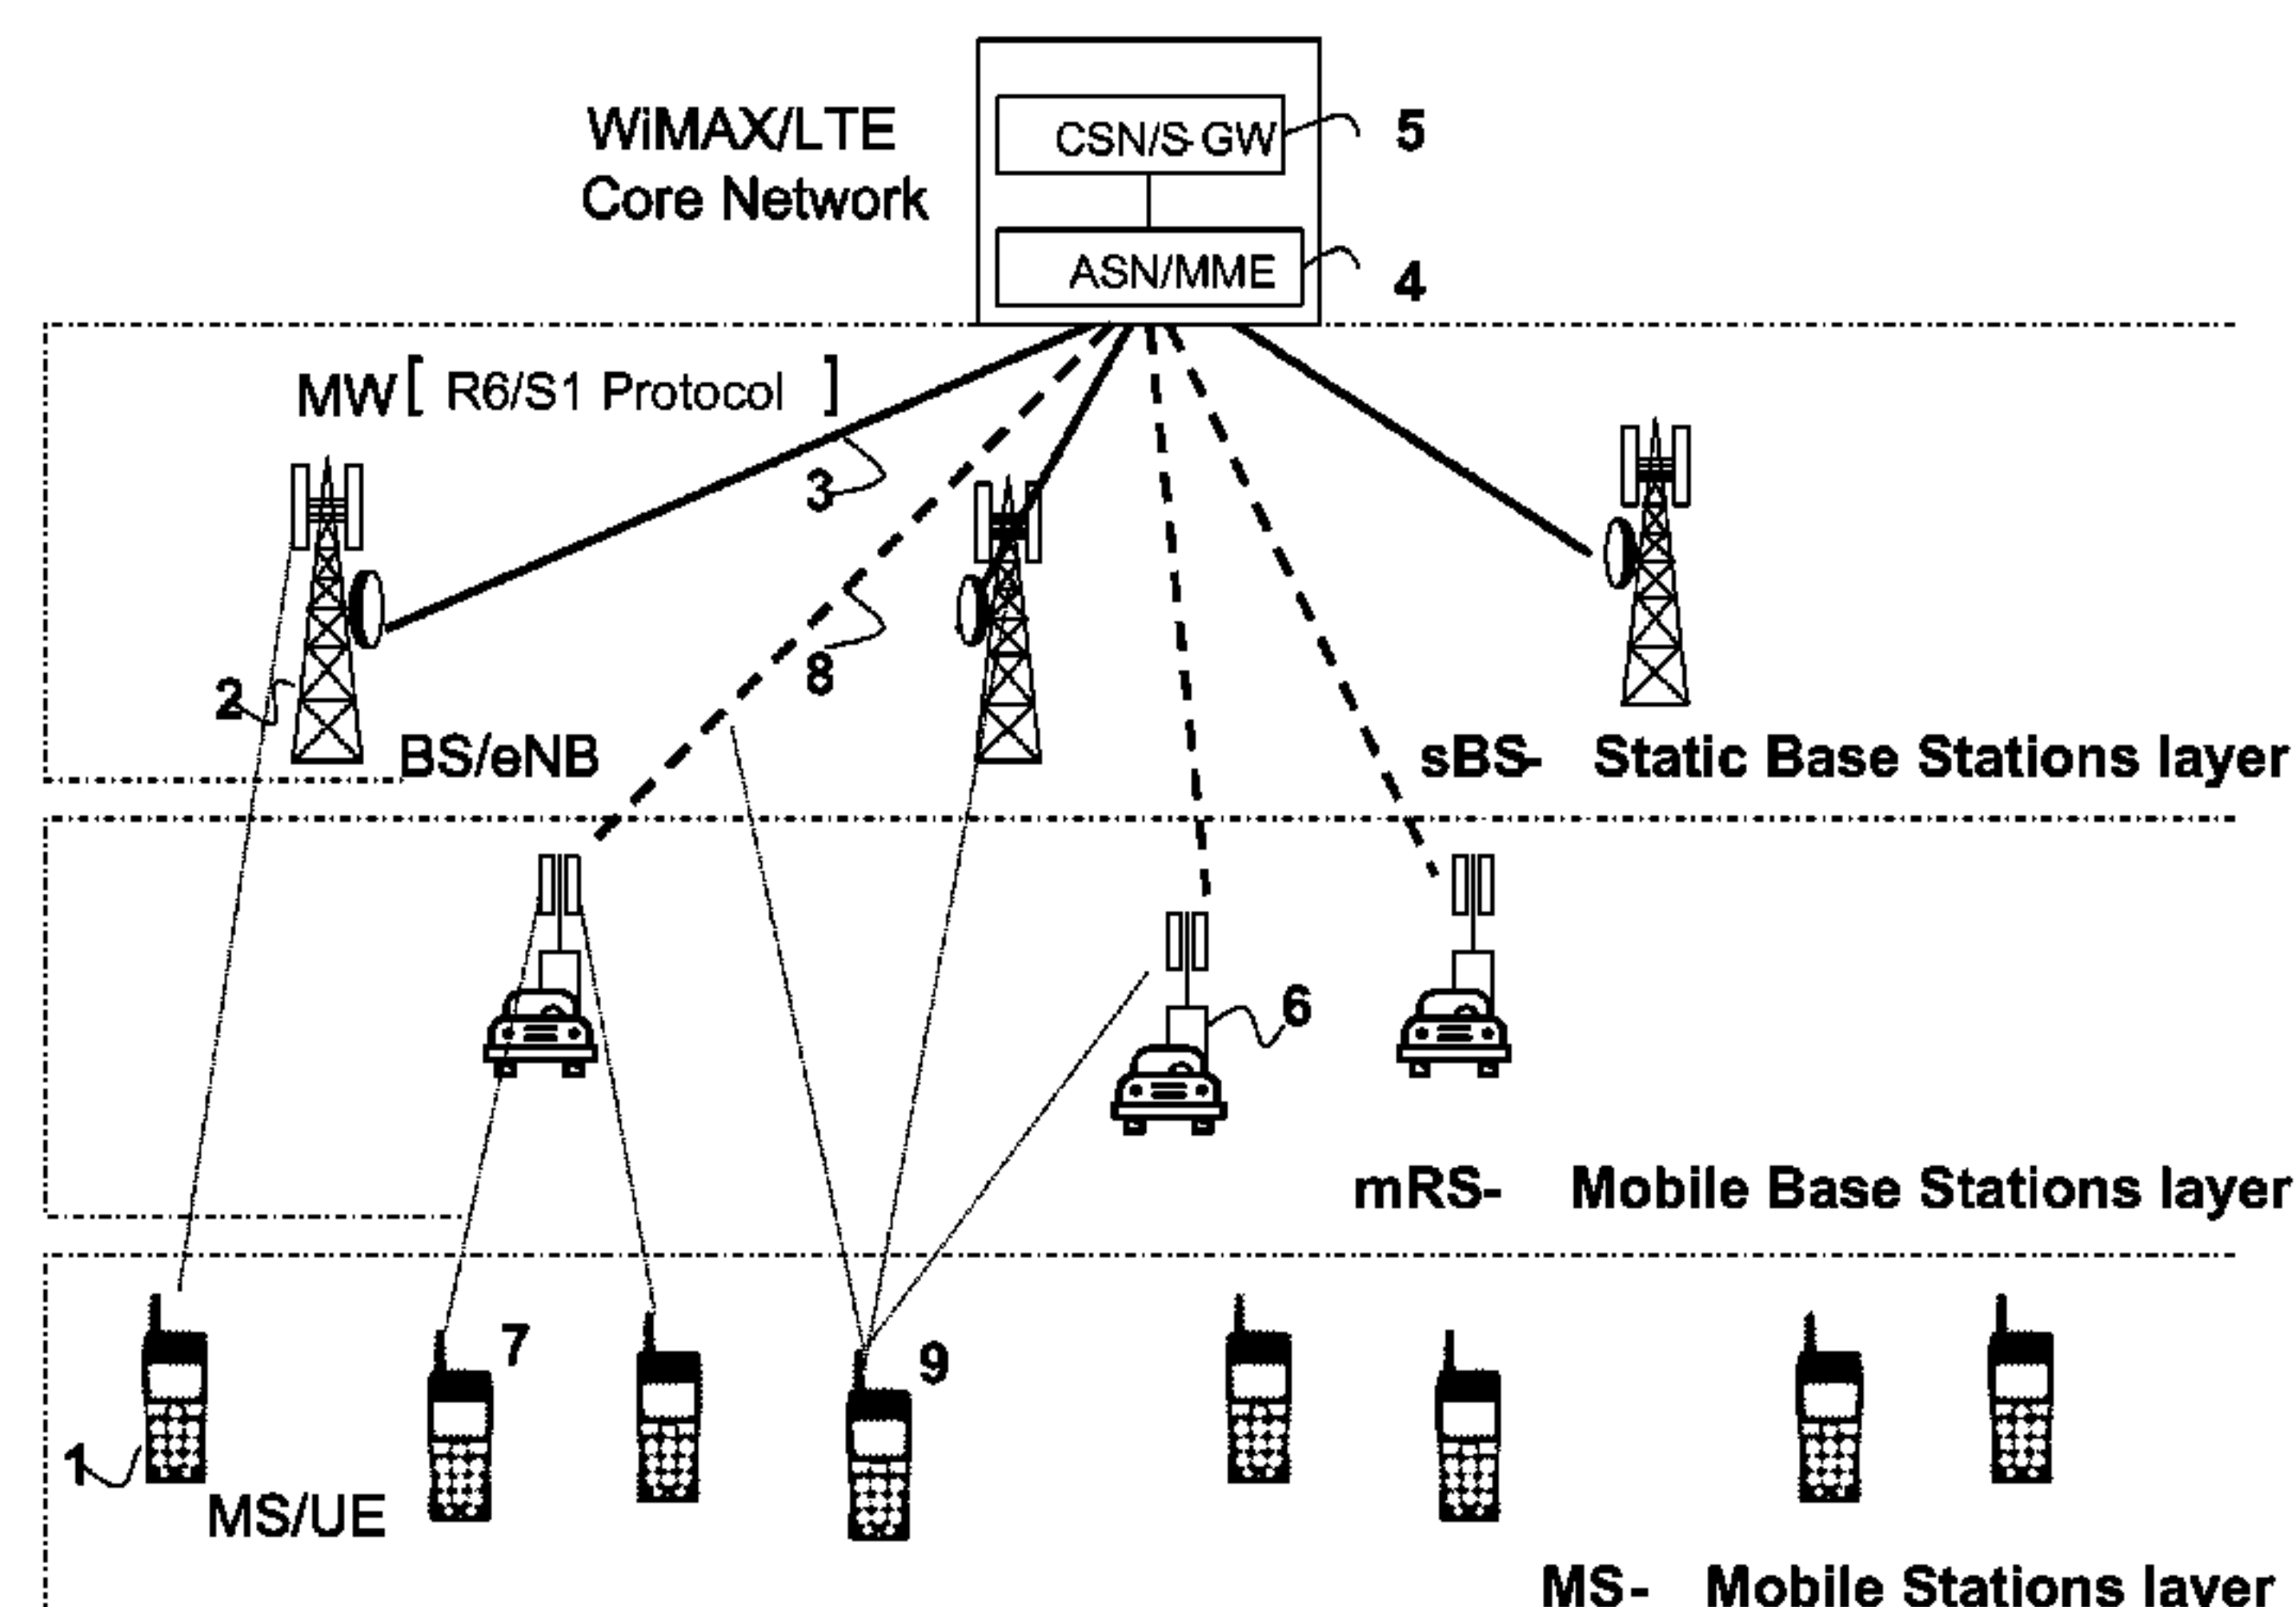 WiMAX/LTE
Core Network
CSN/S-GW
5
ASN/MME
4
MW [ R6/S1 Protocol ]
3
8
2
BS/eNB
sBS- Static Base Stations layer
6
mRS- Mobile Base Stations layer
7
9
1
MS/UE
MS- Mobile Stations layer